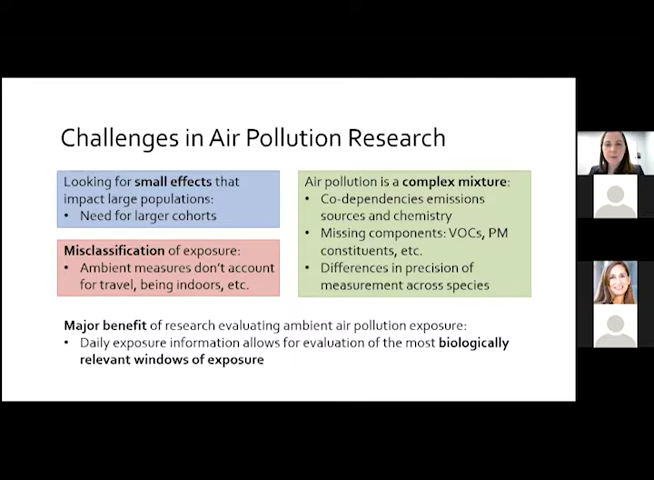 Challenges in Air Pollution Research
Looking for small effects that
impact large populations:
• Need for larger cohorts
Misclassification of exposure:
• Ambient measures don't account
for travel, being indoors, etc.
Air pollution is a complex mixture:
• Co-dependencies emissions
sources and chemistry
• Missing components: VOCs, PM
constituents, etc.
• Differences in precision of
measurement across species
Major benefit of research evaluating ambient air pollution exposure:
• Daily exposure information allows for evaluation of the most biologically
relevant windows of exposure